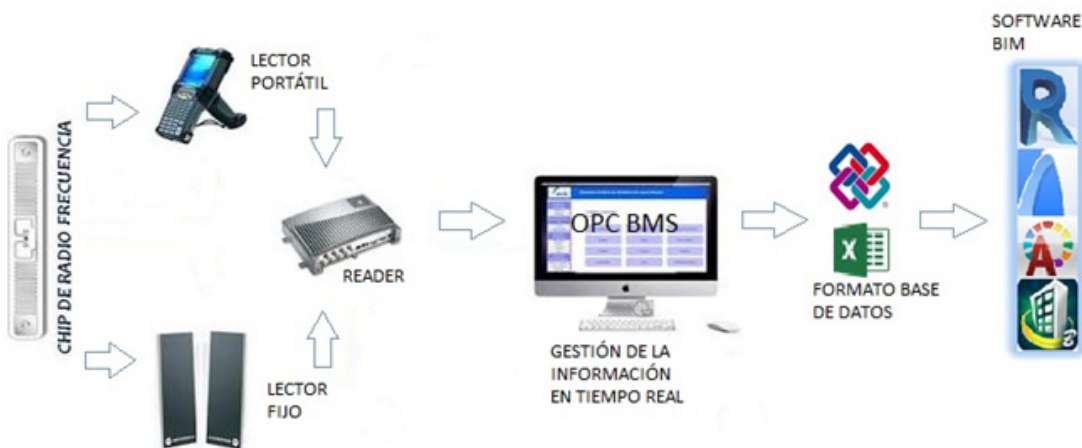 CHIP DE RADIO FRECUENCIA
LECTOR
PORTÁTIL
READER
LECTOR
FIJO
OPC BMS
GESTIÓN DE LA
INFORMACIÓN
EN TIEMPO REAL
X
FORMATO BASE
DE DATOS
SOFTWARE
BIM
R
A
B